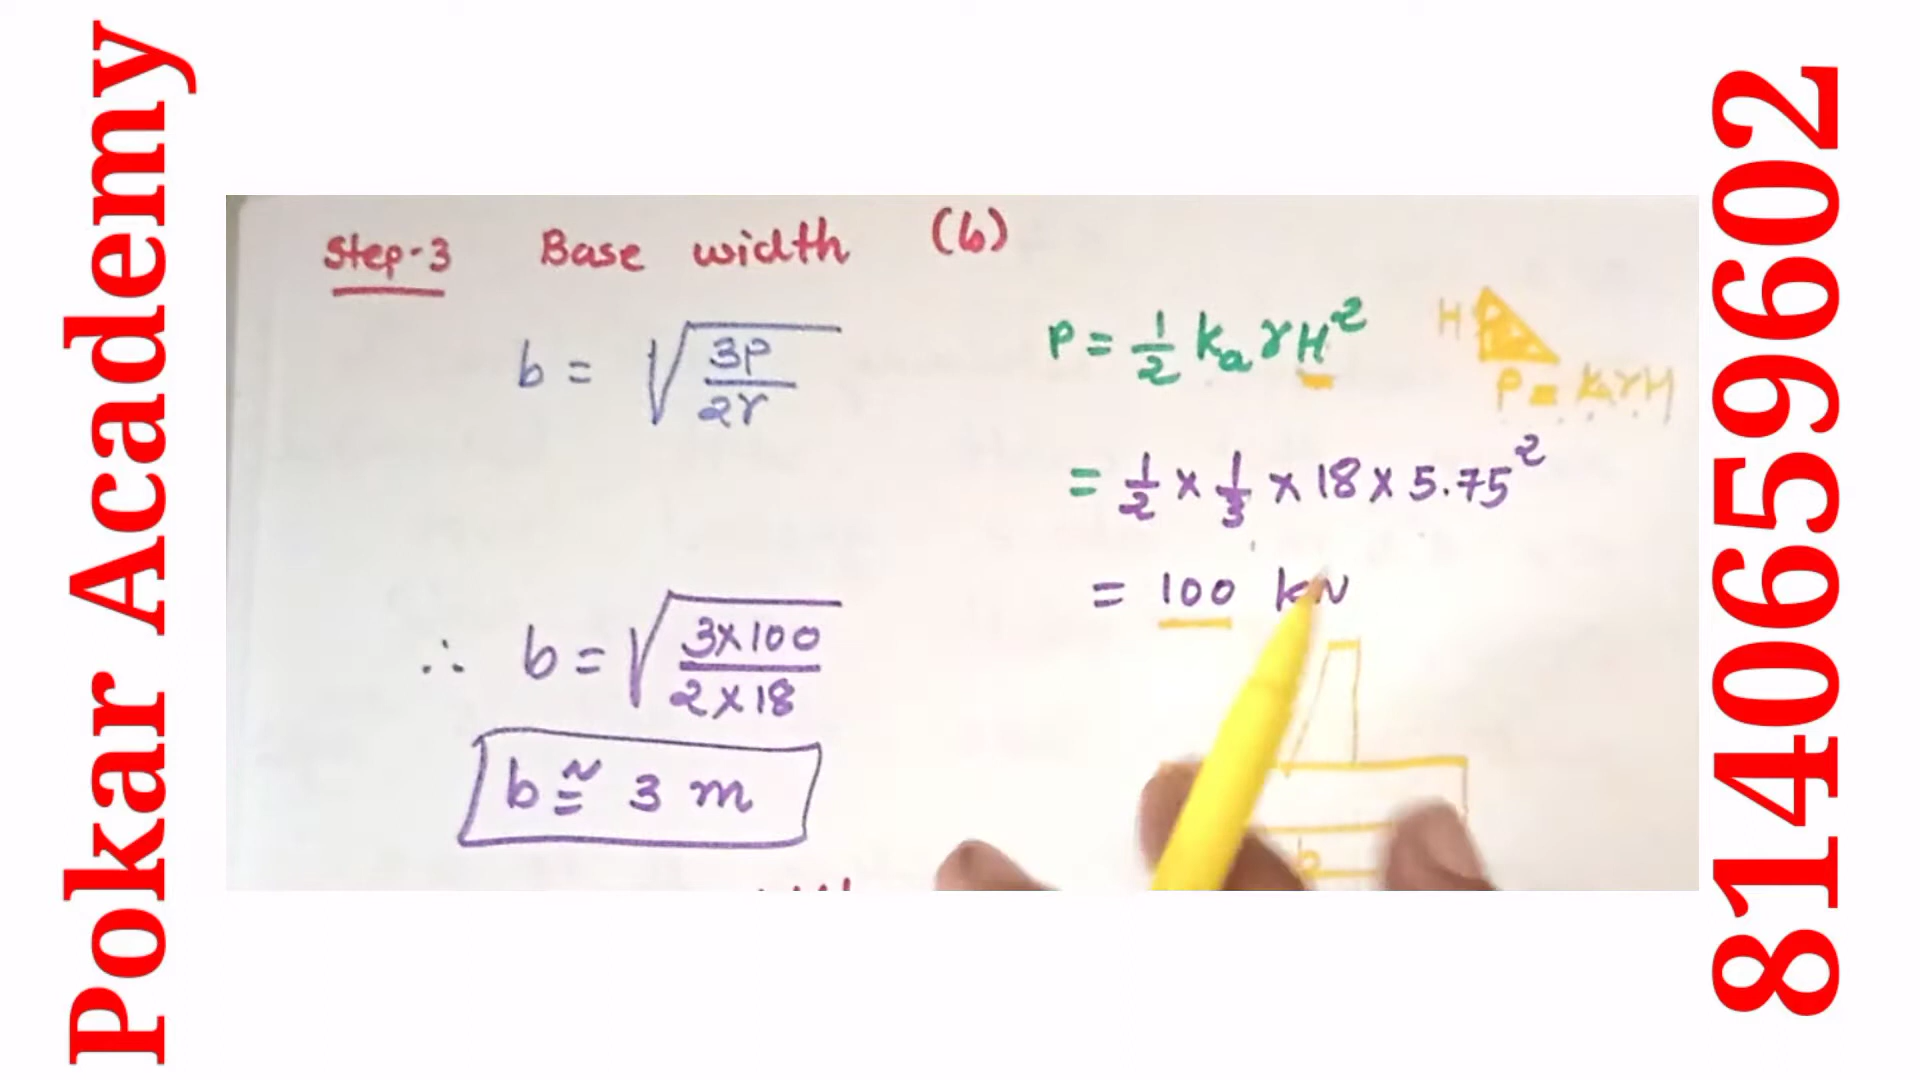 Pokar Academy
Step-3 Base width (b)
b = √(3P/2γ)
P = 1/2 ka γ H²
H
P = kaγH
= 1/2 × 1/3 × 18 × 5.75²
= 100 kN
∴ b = √(3×100/2×18)
b ≅ 3 m
b
8140659602